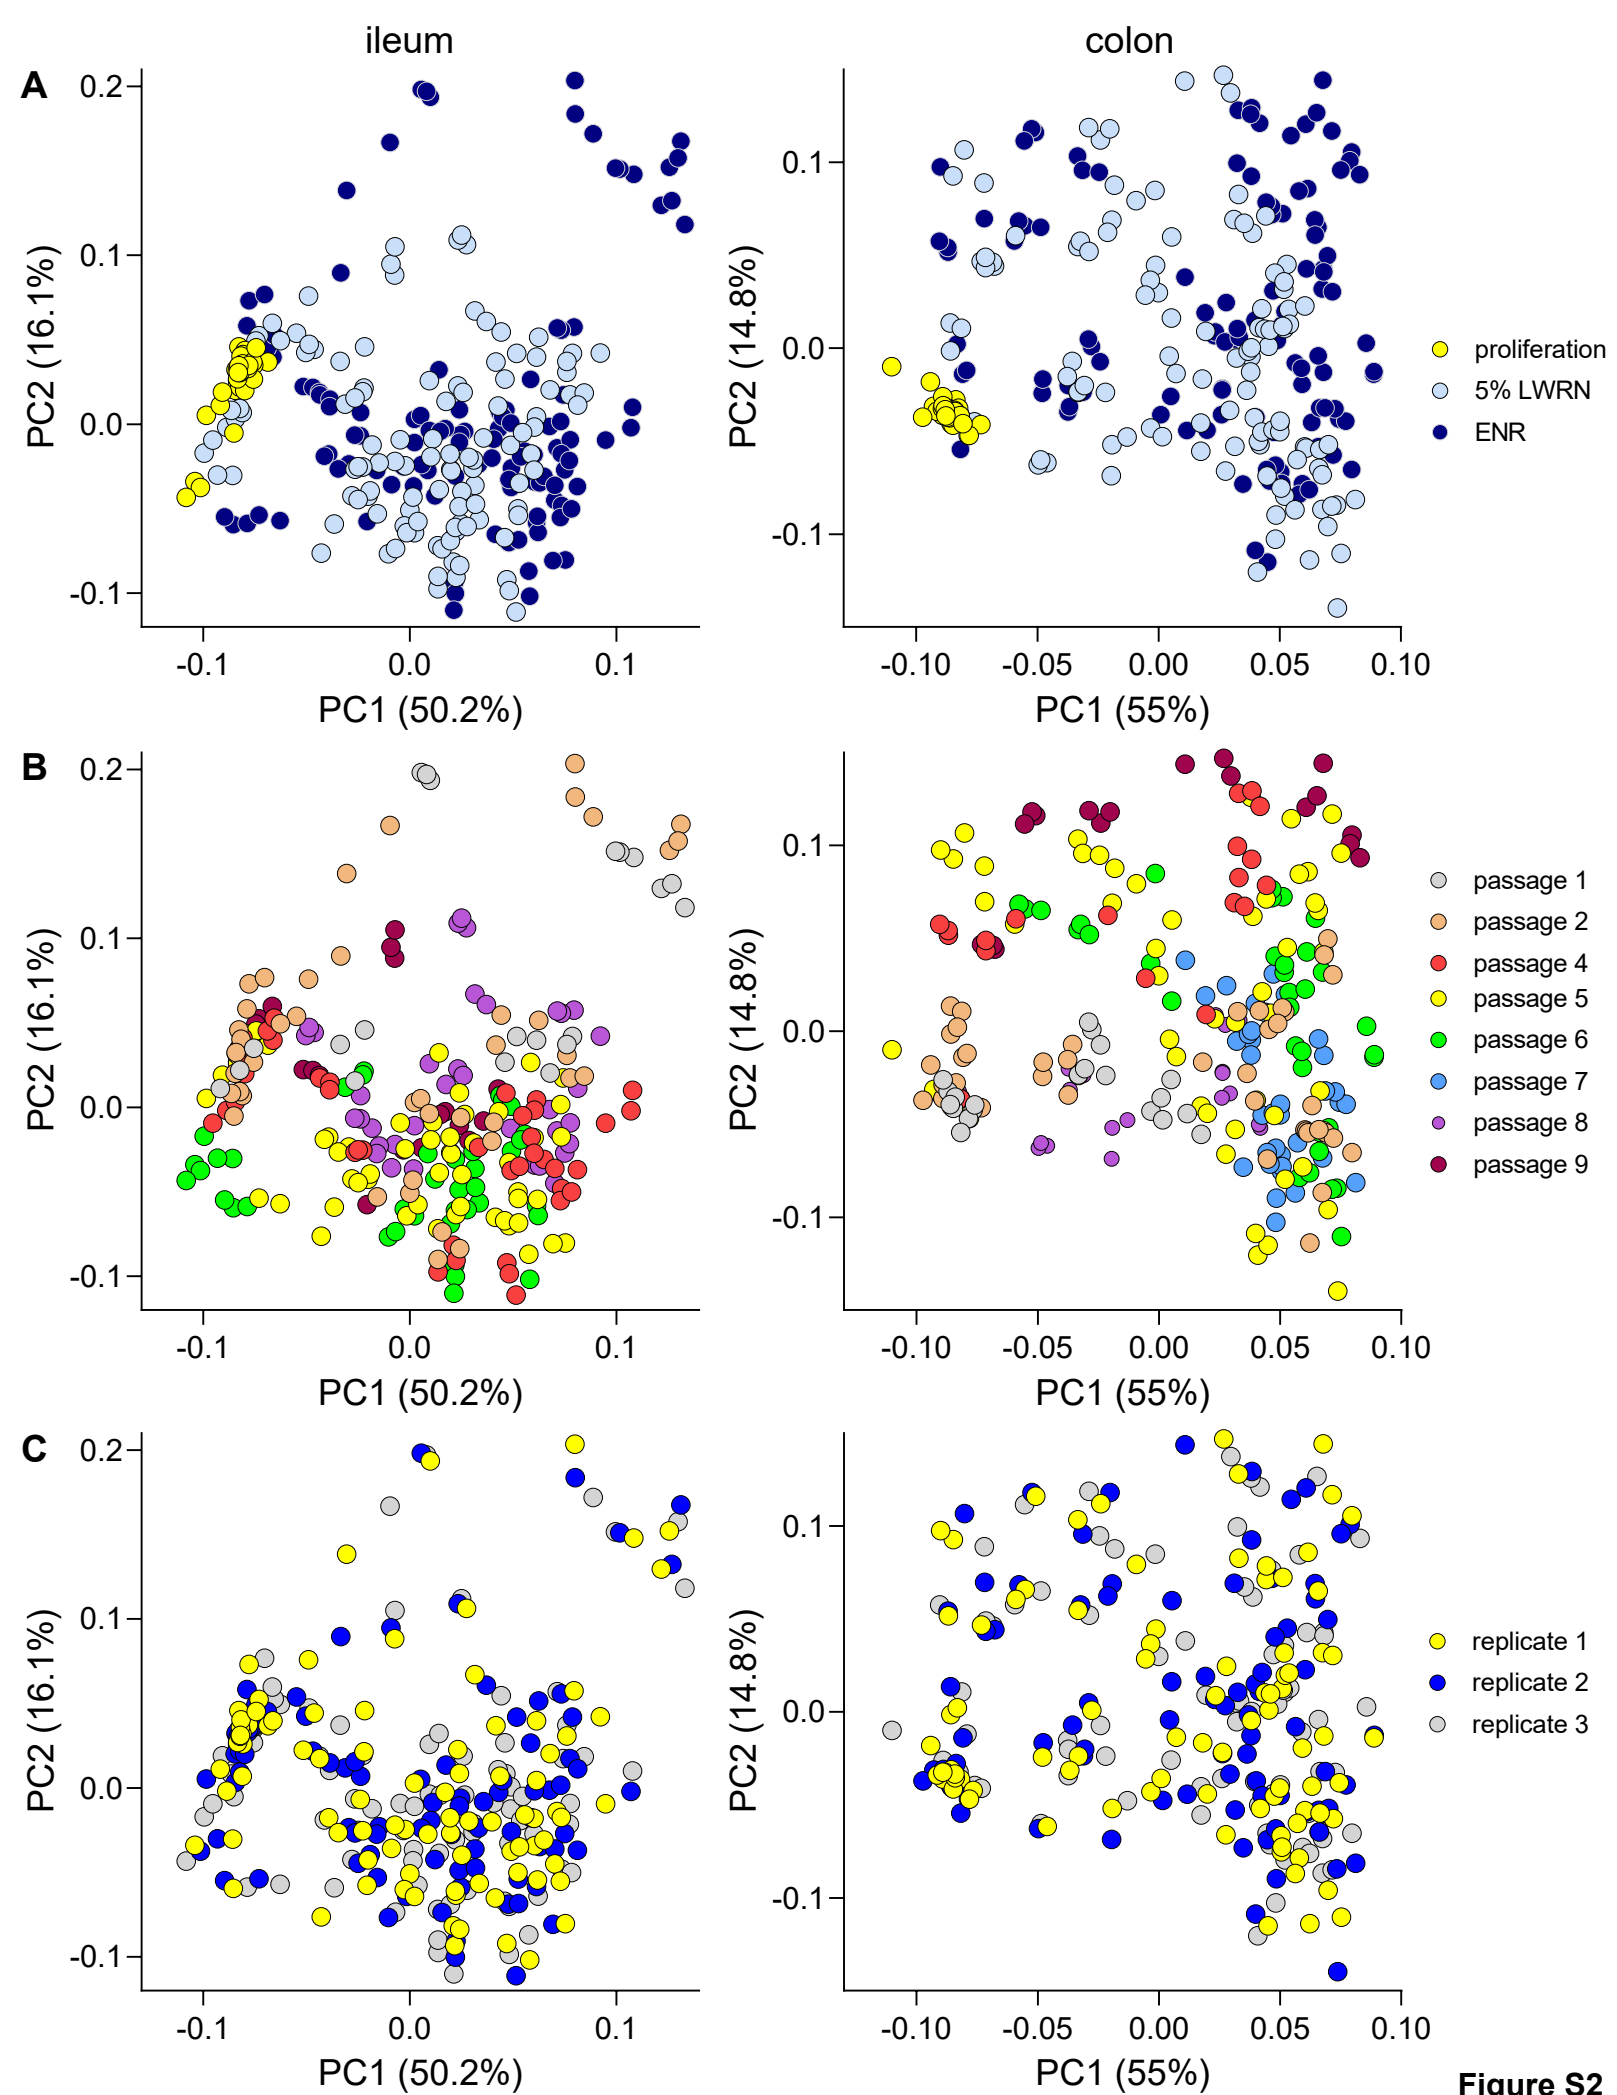 ileum
colon
A
0.2
0.1
0.0
-0.1
PC2 (16.1%)
-0.1
0.0
0.1
PC1 (50.2%)
0.1
0.0
-0.1
PC2 (14.8%)
-0.10
-0.05
0.00
0.05
0.10
PC1 (55%)
proliferation
5% LWRN
ENR
B
0.2
0.1
0.0
-0.1
PC2 (16.1%)
-0.1
0.0
0.1
PC1 (50.2%)
0.1
0.0
-0.1
PC2 (14.8%)
-0.10
-0.05
0.00
0.05
0.10
PC1 (55%)
passage 1
passage 2
passage 4
passage 5
passage 6
passage 7
passage 8
passage 9
C
0.2
0.1
0.0
-0.1
PC2 (16.1%)
-0.1
0.0
0.1
PC1 (50.2%)
0.1
0.0
-0.1
PC2 (14.8%)
-0.10
-0.05
0.00
0.05
0.10
PC1 (55%)
replicate 1
replicate 2
replicate 3
Figure S2